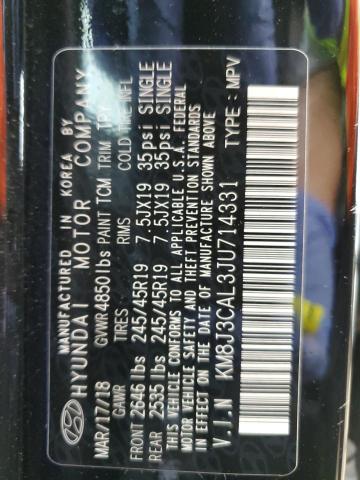 MANUFACTURED IN KOREA BY
HYUNDAI MOTOR COMPANY
MAR/17/18 GVWR4850lbs PAINT TCM TRIM TRY
GAWR TIRES RIMS COLD TIRE INFL
FRONT 2646 lbs 245/45R19 7.5JX19 35psi SINGLE
REAR 2535 lbs 245/45R19 7.5JX19 35psi SINGLE
THIS VEHICLE CONFORMS TO ALL APPLICABLE U.S.A. FEDERAL
MOTOR VEHICLE SAFETY AND THEFT PREVENTION STANDARDS
IN EFFECT ON THE DATE OF MANUFACTURE SHOWN ABOVE
V.I.N KM8J3CAL3JU714331 TYPE: MPV